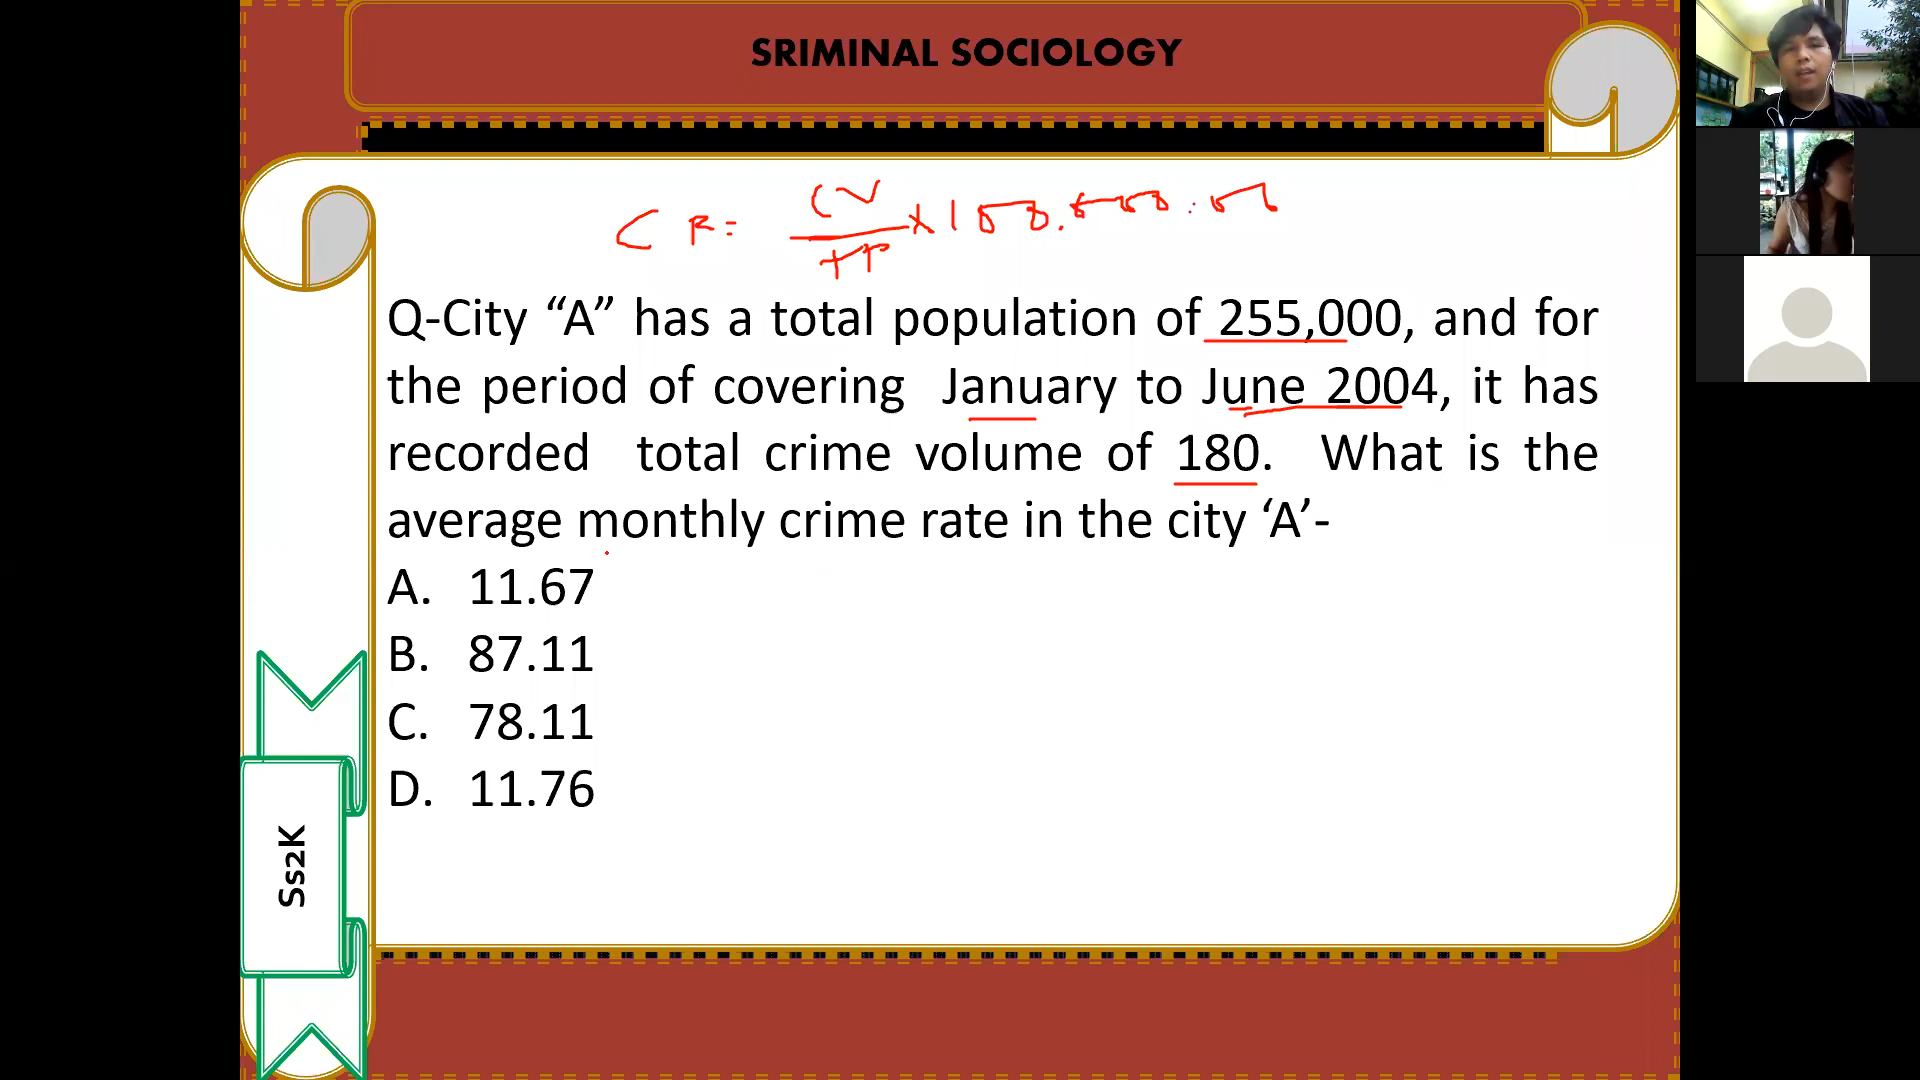 SRIMINAL SOCIOLOGY
CR = CV
TP
Q-City “A” has a total population of 255,000, and for
the period of covering January to June 2004, it has
recorded total crime volume of 180. What is the
average monthly crime rate in the city ‘A’-
A. 11.67
B. 87.11
C. 78.11
D. 11.76
Ss2K